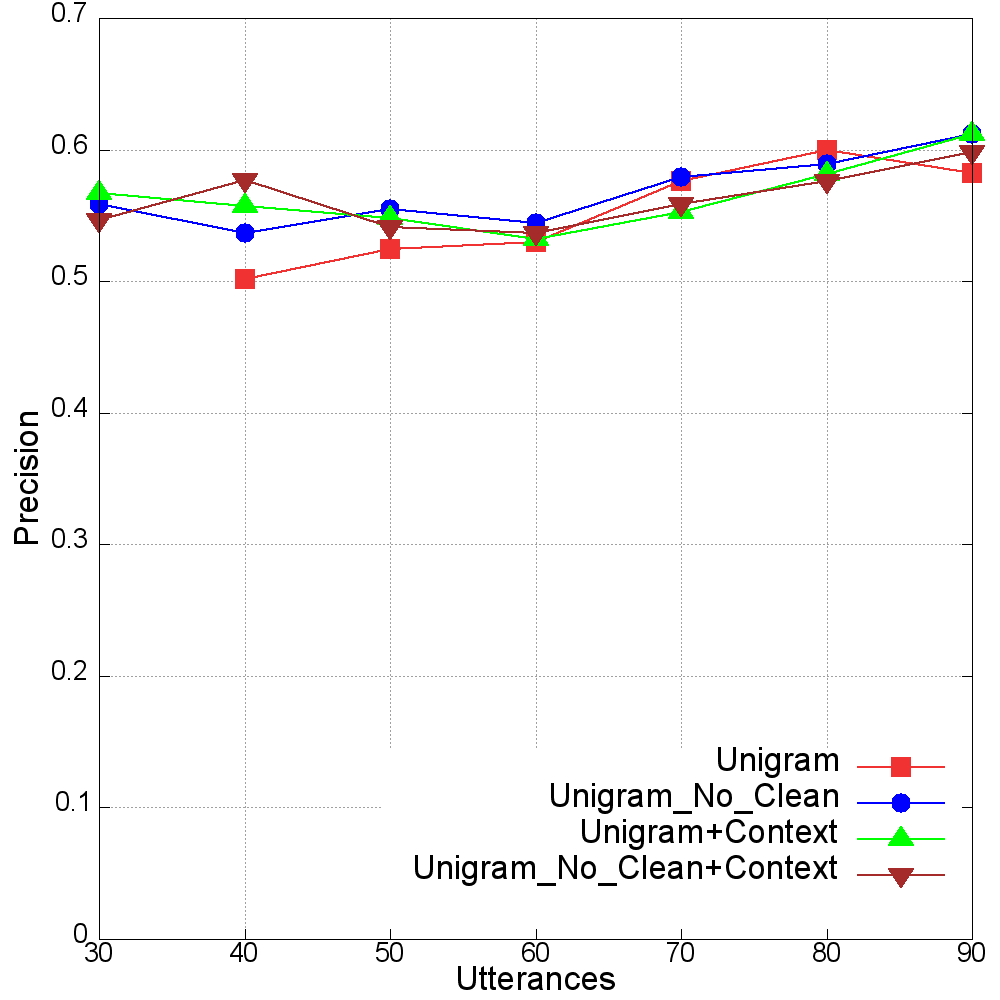 0.7
0.6
0.5
0.4
0.3
0.2
0.1
0
Precision
Unigram
Unigram_No_Clean
Unigram+Context
Unigram_No_Clean+Context
30 40 50 60 70 80 90
Utterances